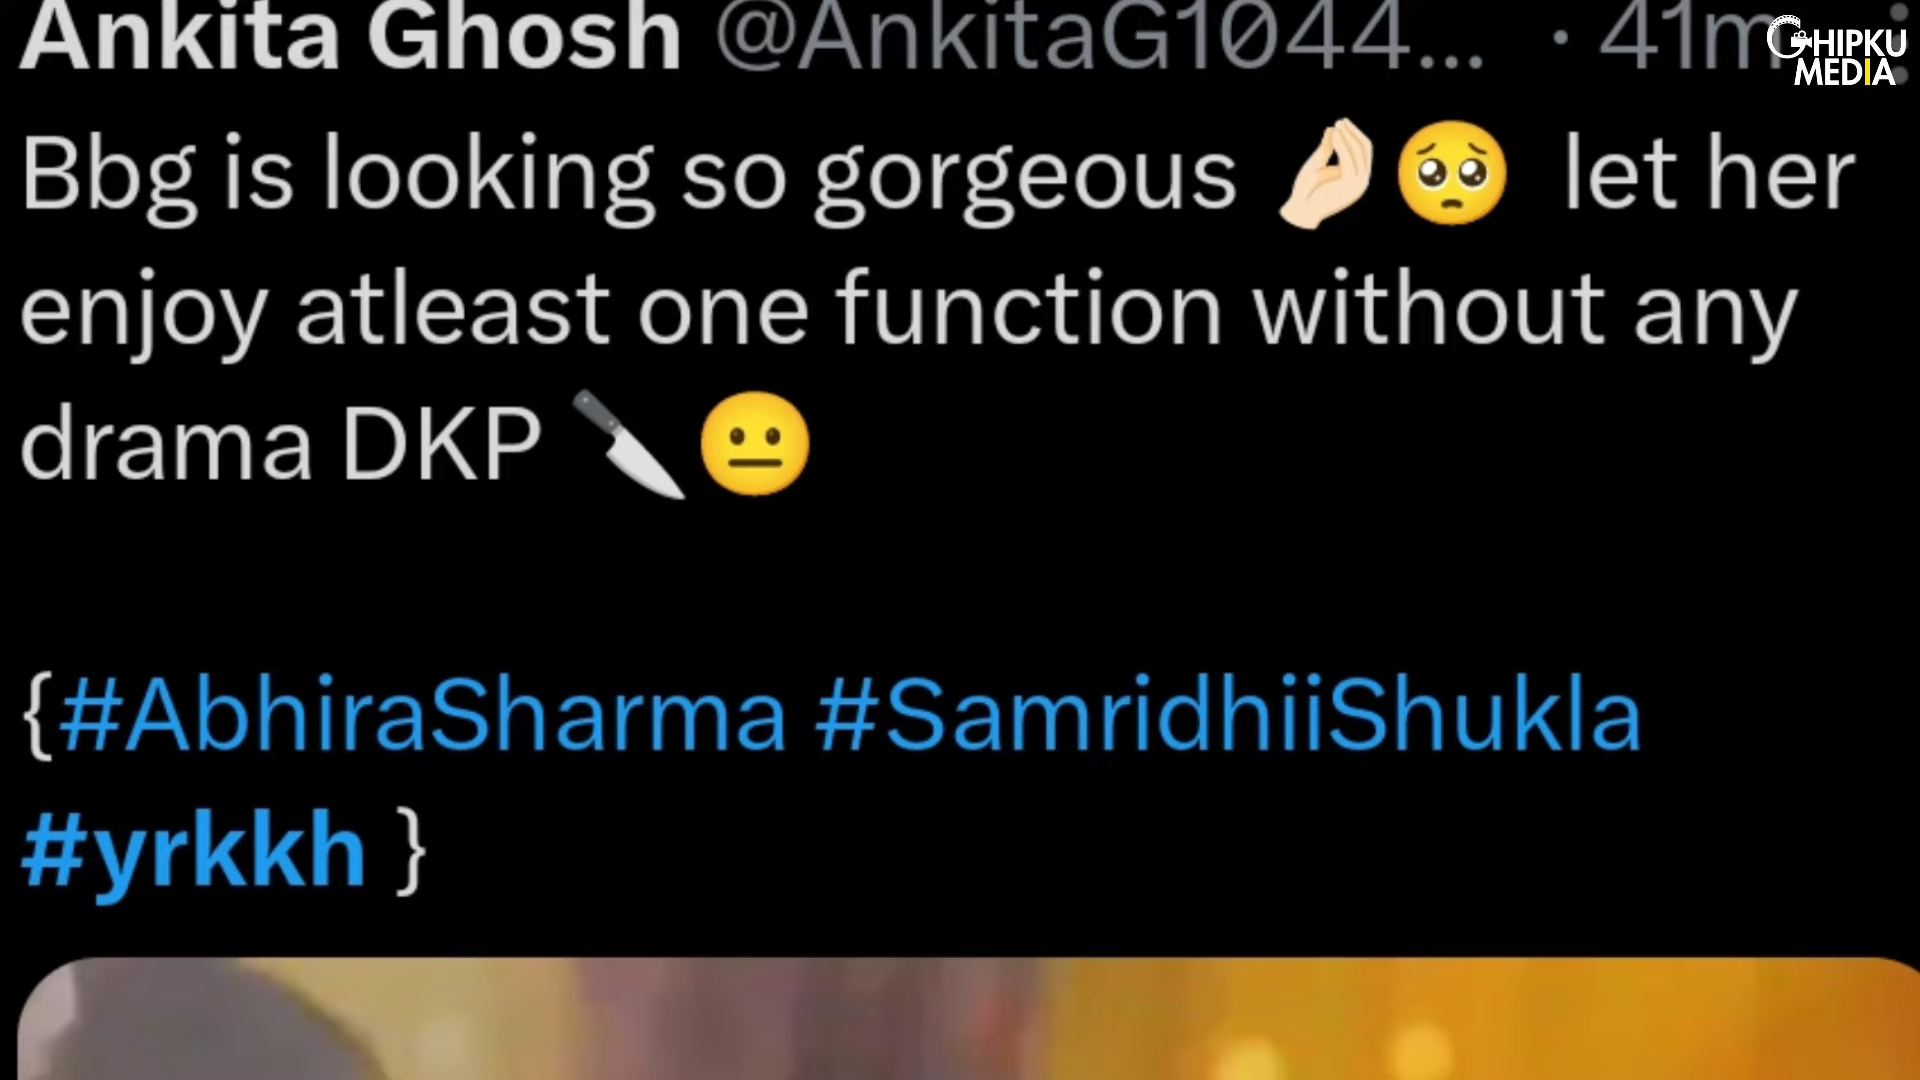 Ankita Ghosh @AnkitaG1044... · 41m
GHIPKU
MEDIA
Bbg is looking so gorgeous 🤌🏻🥺 let her
enjoy atleast one function without any
drama DKP 🔪😐
{#AbhiraSharma #SamridhiiShukla
#yrkkh }